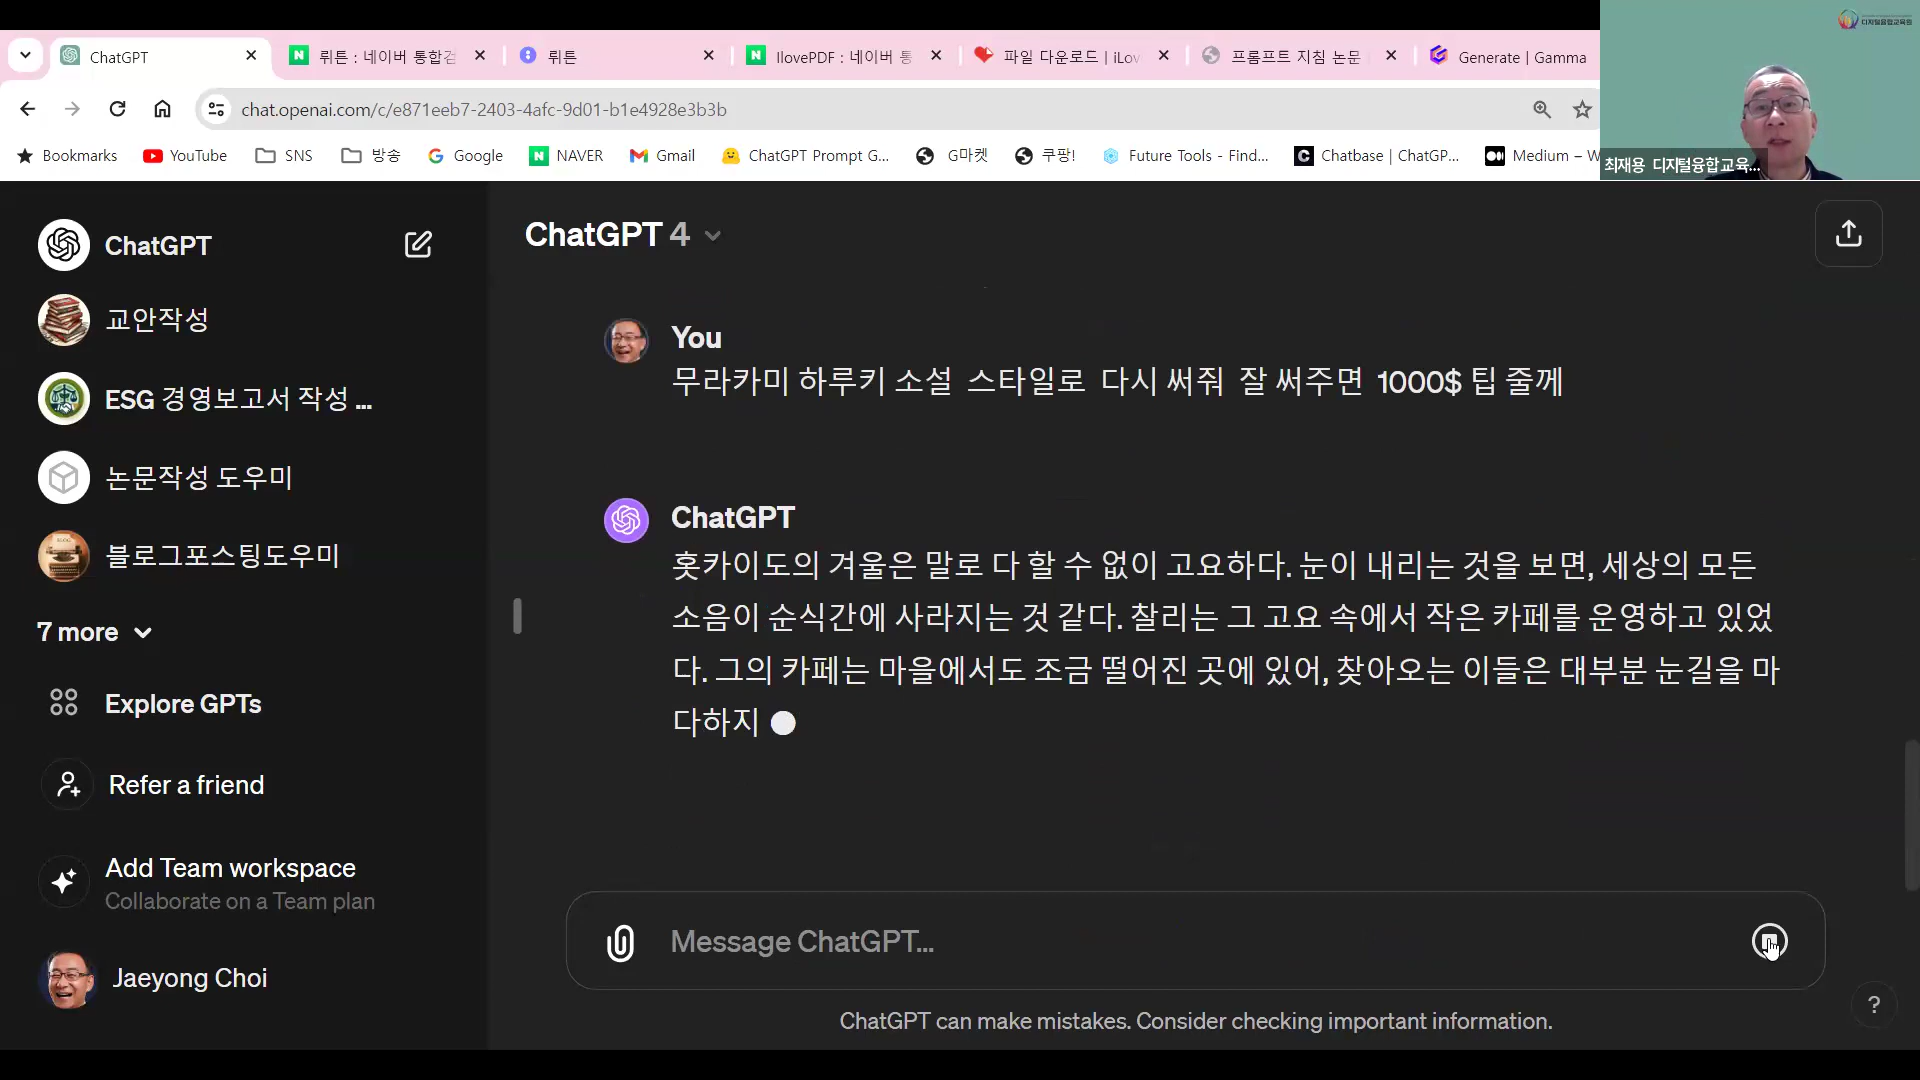 ChatGPT
뤼튼 : 네이버 통합검
뤼튼
IlovePDF : 네이버 통
파일 다운로드 | iLov
프롬프트 지침 논문
Generate | Gamma
디지털융합교육원
chat.openai.com/c/e871eeb7-2403-4afc-9d01-b1e4928e3b3b
Bookmarks
YouTube
SNS
방송
Google
NAVER
Gmail
ChatGPT Prompt G...
G마켓
쿠팡!
Future Tools - Find...
Chatbase | ChatGP...
Medium – W
최재용 디지털융합교육...
ChatGPT
교안작성
ESG 경영보고서 작성 ...
논문작성 도우미
블로그포스팅도우미
7 more
Explore GPTs
Refer a friend
Add Team workspace
Collaborate on a Team plan
Jaeyong Choi
ChatGPT 4
You
무라카미 하루키 소설 스타일로 다시 써줘 잘 써주면 1000$ 팁 줄께
ChatGPT
홋카이도의 겨울은 말로 다 할 수 없이 고요하다. 눈이 내리는 것을 보면, 세상의 모든
소음이 순식간에 사라지는 것 같다. 찰리는 그 고요 속에서 작은 카페를 운영하고 있었
다. 그의 카페는 마을에서도 조금 떨어진 곳에 있어, 찾아오는 이들은 대부분 눈길을 마
다하지
Message ChatGPT...
ChatGPT can make mistakes. Consider checking important information.
?